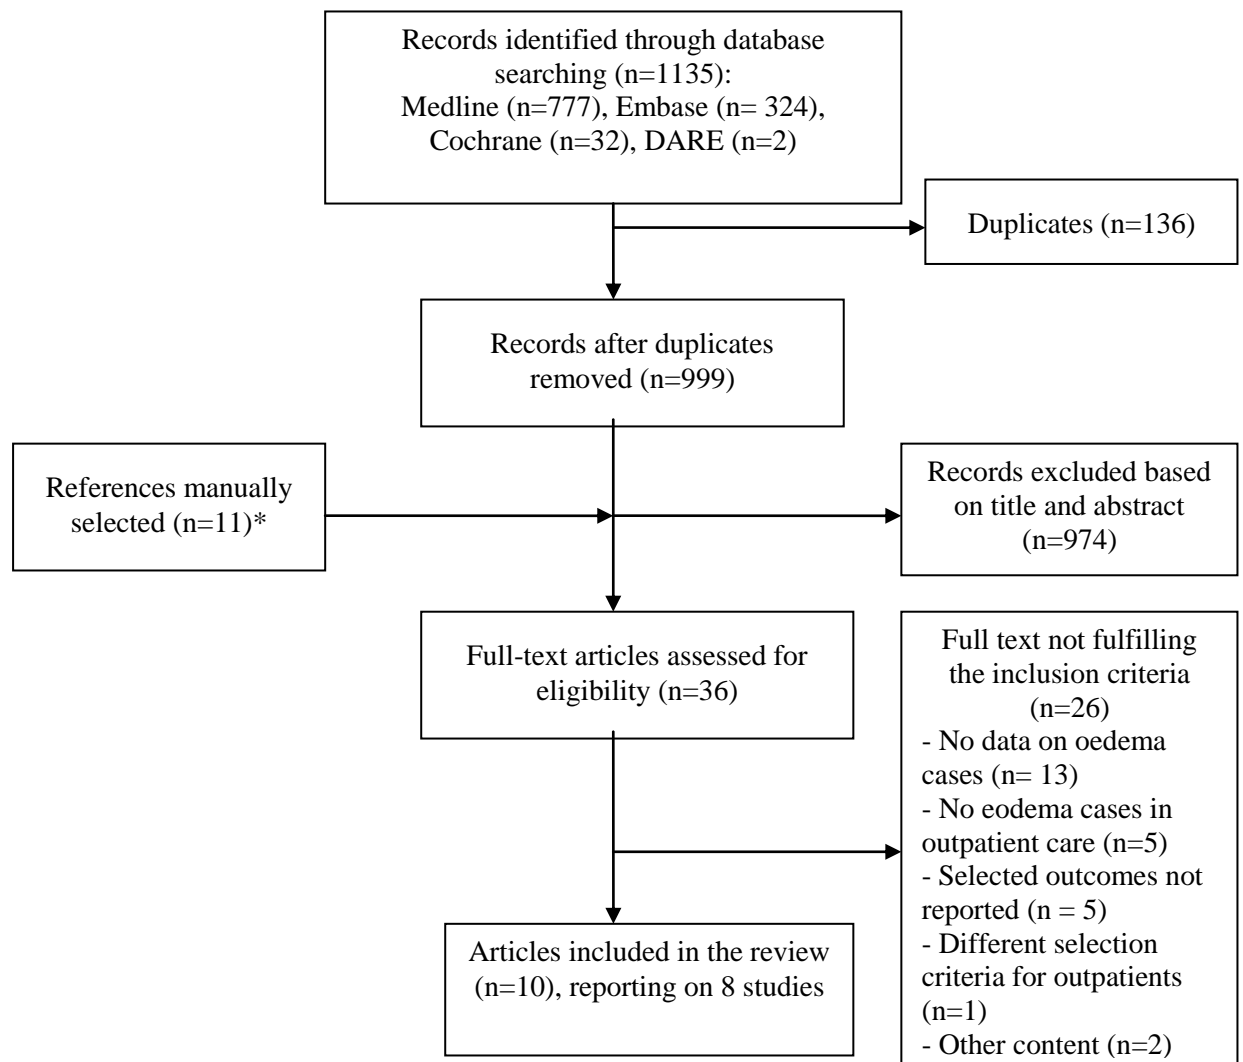 Records identified through database
searching (n=1135):
Medline (n=777), Embase (n= 324),
Cochrane (n=32), DARE (n=2)
Duplicates (n=136)
Records after duplicates
removed (n=999)
References manually
selected (n=11)*
Records excluded based
on title and abstract
(n=974)
Full-text articles assessed for
eligibility (n=36)
Full text not fulfilling
the inclusion criteria
(n=26)
- No data on oedema
cases (n= 13)
- No eodema cases in
outpatient care (n=5)
- Selected outcomes not
reported (n = 5)
- Different selection
criteria for outpatients
(n=1)
- Other content (n=2)
Articles included in the review
(n=10), reporting on 8 studies